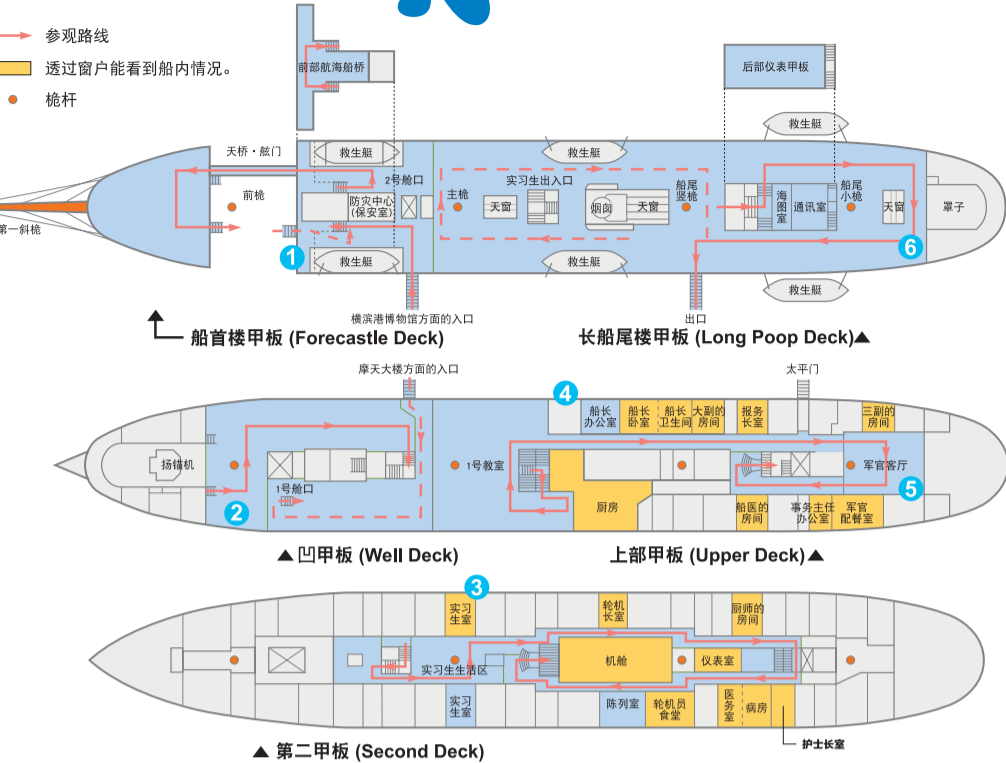 参观路线
透过窗户能看到船内情况。
桅杆
前部航海船桥
后部仪表甲板
救生艇
救生艇
救生艇
天桥・舷门
前桅
第一斜桅
2号舱口
防灾中心
(保安室)
主桅
天窗
实习生出入口
烟囱
天窗
船尾
竖桅
海图室
通讯室
船尾
小桅
天窗
罩子
1
6
救生艇
救生艇
救生艇
横滨港博物馆方面的入口
出口
船首楼甲板 (Forecastle Deck)
长船尾楼甲板 (Long Poop Deck)▲
摩天大楼方面的入口
太平门
4
船长
办公室
船长
卧室
船长
卫生间
大副的
房间
报务
长室
三副的
房间
扬锚机
1号舱口
1号教室
厨房
军官客厅
2
5
船医的
房间
事务主任
办公室
军官
配餐室
▲凹甲板 (Well Deck)
上部甲板 (Upper Deck)▲
3
实习
生室
轮机
长室
厨师的
房间
实习生生活区
机舱
仪表室
实习
生室
陈列室
轮机员
食堂
医务室
病房
护士长室
▲ 第二甲板 (Second Deck)